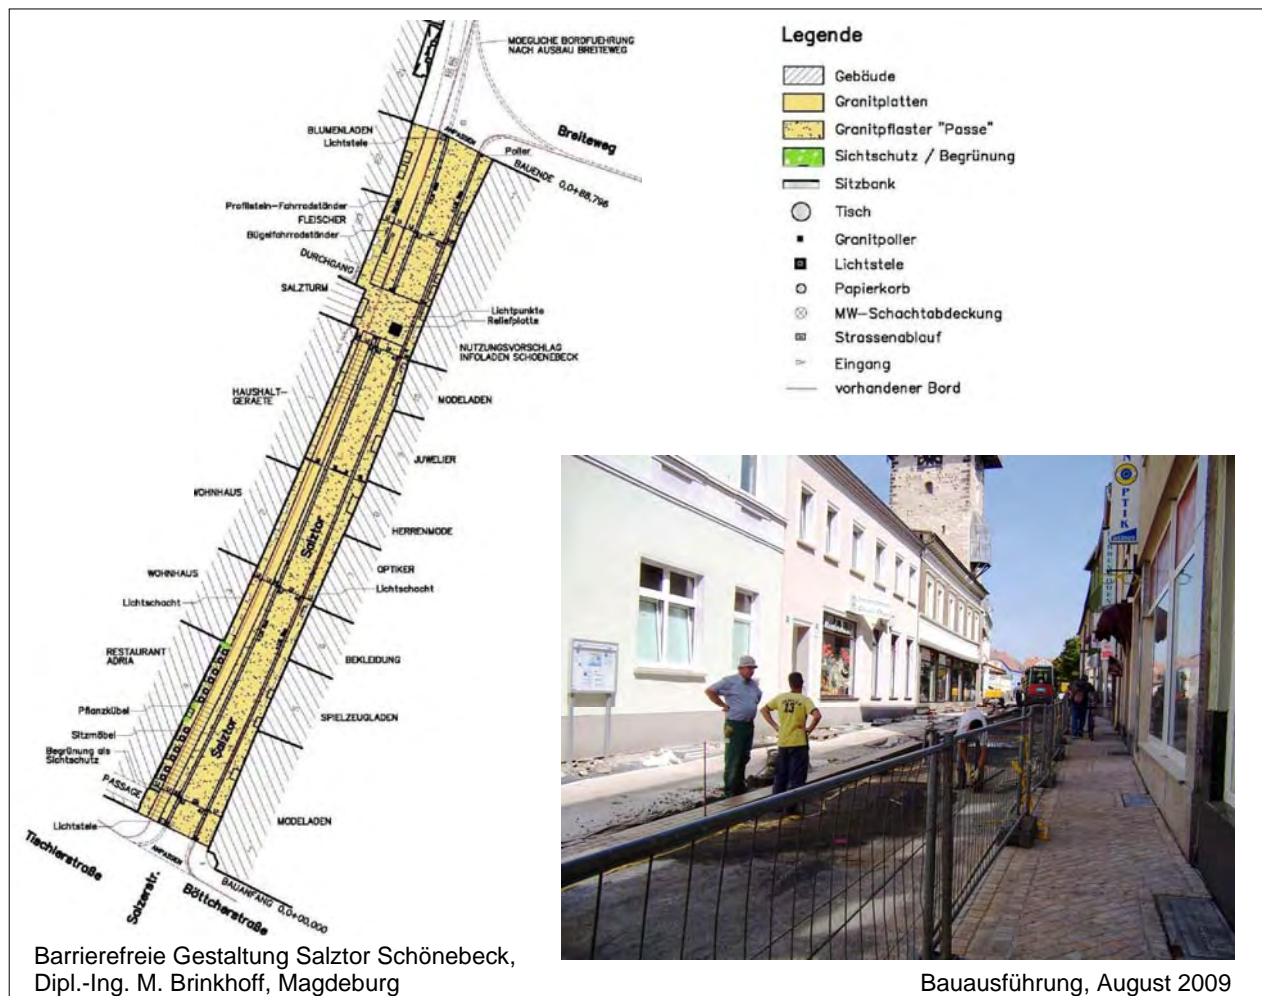 MOEGLICHE BORDFUEHRUNG
NACH AUSBAU BREITEWEG
BLUMENLADEN
Lichtstele
ANPASSEN
Breiteweg
Poller
BAUENDE 0,0+88,796
Profilstein-Fahrradständer
FLEISCHER
Bügelfahrradständer
DURCHGANG
SALZTURM
Lichtpunkte
Reliefplatte
NUTZUNGSVORSCHLAG
INFOLADEN SCHOENEBECK
HAUSHALT-
GERAETE
MODELADEN
JUWELIER
WOHNHAUS
Salztor
HERRENMODE
OPTIKER
WOHNHAUS
Lichtschacht
Lichtschacht
RESTAURANT
ADRIA
BEKLEIDUNG
Pflanzkübel
SPIELZEUGLADEN
Sitzmöbel
Salztor
Begrünung als
Sichtschutz
PASSAGE
MODELADEN
Lichtstele
ANPASSEN
Tischlerstraße
Salzerstr.
Böttcherstraße
BAUANFANG 0,0+00,000
Legende
Gebäude
Granitplatten
Granitpflaster "Passe"
Sichtschutz / Begrünung
Sitzbank
Tisch
Granitpoller
Lichtstele
Papierkorb
MW-Schachtabdeckung
Strassenablauf
Eingang
vorhandener Bord
PTIK
13
Barrierefreie Gestaltung Salztor Schönebeck,
Dipl.-Ing. M. Brinkhoff, Magdeburg
Bauausführung, August 2009